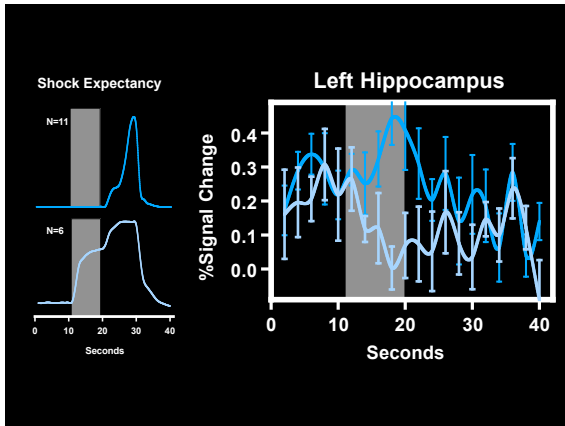 Shock Expectancy
N=11
N=6
0 10 20 30 40
Seconds
Left Hippocampus
%Signal Change
0.4
0.3
0.2
0.1
0.0
0 10 20 30 40
Seconds